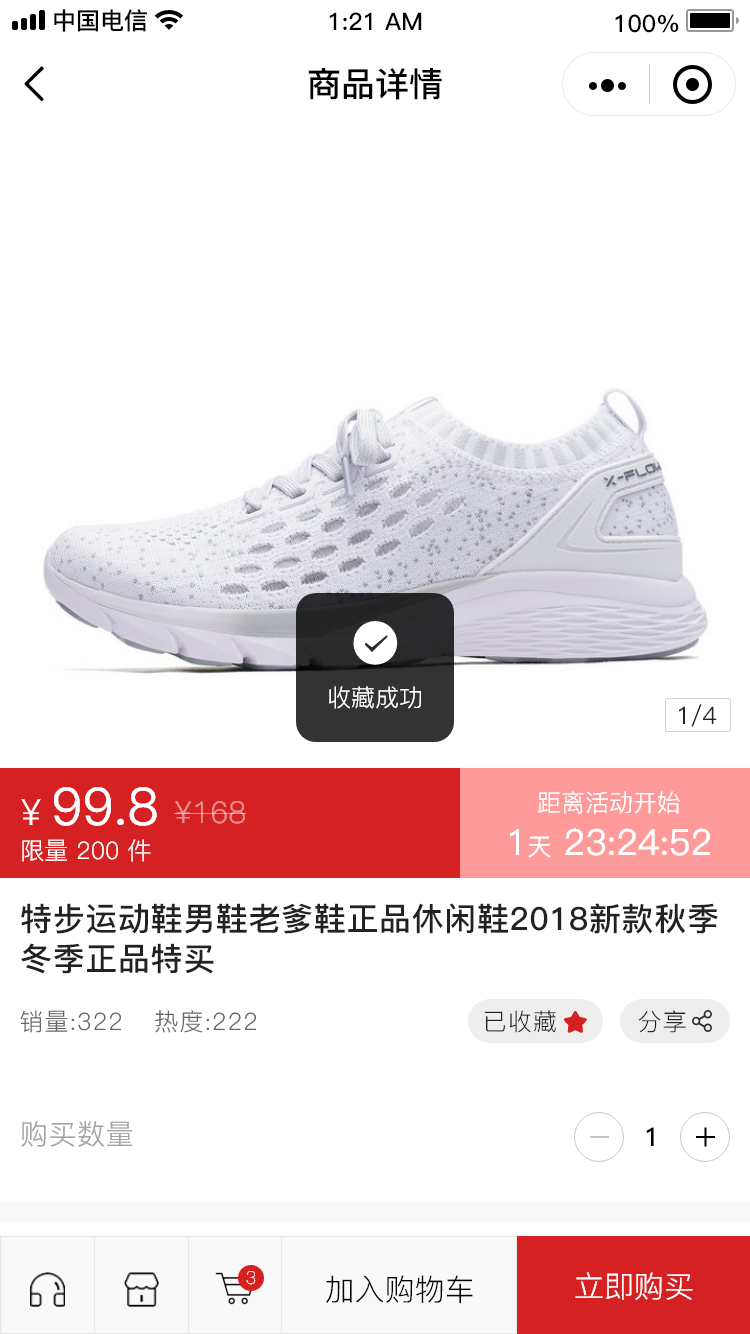 中国电信
1:21 AM
100%
商品详情
X-FLOW
收藏成功
1/4
¥ 99.8 ¥168
限量 200 件
距离活动开始
1天 23:24:52
特步运动鞋男鞋老爹鞋正品休闲鞋2018新款秋季
冬季正品特买
销量:322 热度:222
已收藏
分享
购买数量
1
3
加入购物车
立即购买